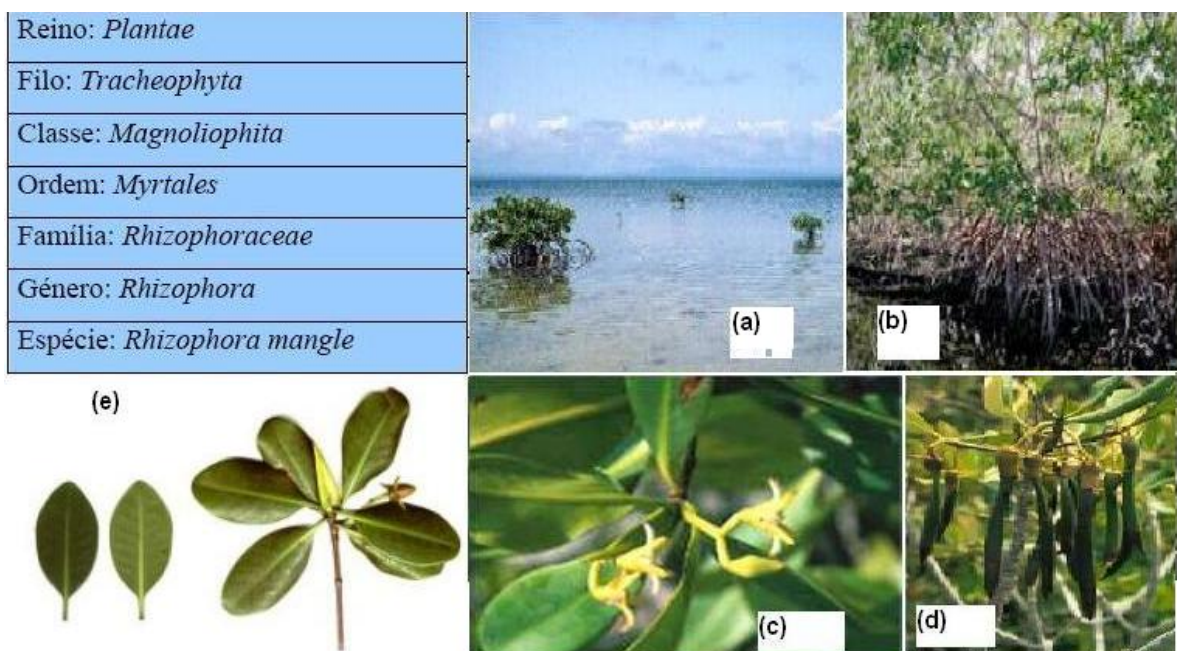 Reino: Plantae
Filo: Tracheophyta
Classe: Magnoliophita
Ordem: Myrtales
Família: Rhizophoraceae
Género: Rhizophora
Espécie: Rhizophora mangle
(a)
(b)
(e)
(c)
(d)